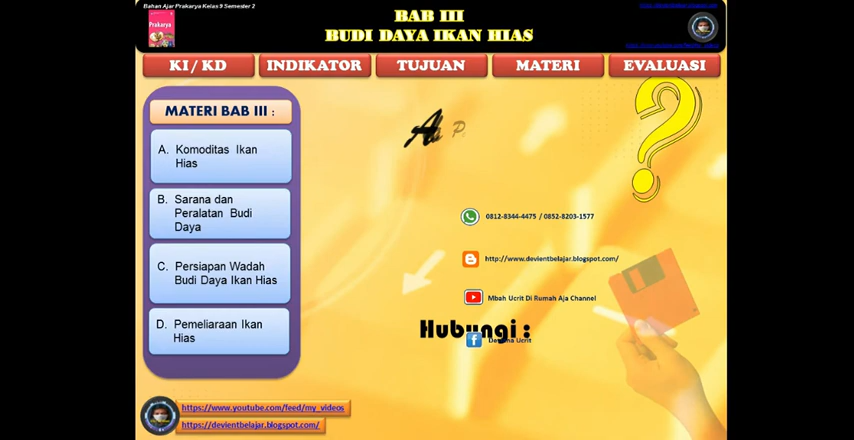 Bahan Ajar Prakarya Kelas 9 Semester 2
Prakarya
BAB III
BUDI DAYA IKAN HIAS
KI / KD
INDIKATOR
TUJUAN
MATERI
EVALUASI
MATERI BAB III :
A. Komoditas Ikan
Hias
B. Sarana dan
Peralatan Budi
Daya
C. Persiapan Wadah
Budi Daya Ikan Hias
D. Pemeliaraan Ikan
Hias
0812-8344-4475 / 0852-8203-1577
http://www.devientbelajar.blogspot.com/
Mbah Ucrit Di Rumah Aja Channel
Hubungi :
Ucrit
https://www.youtube.com/feed/my_videos
https://devientbelajar.blogspot.com/